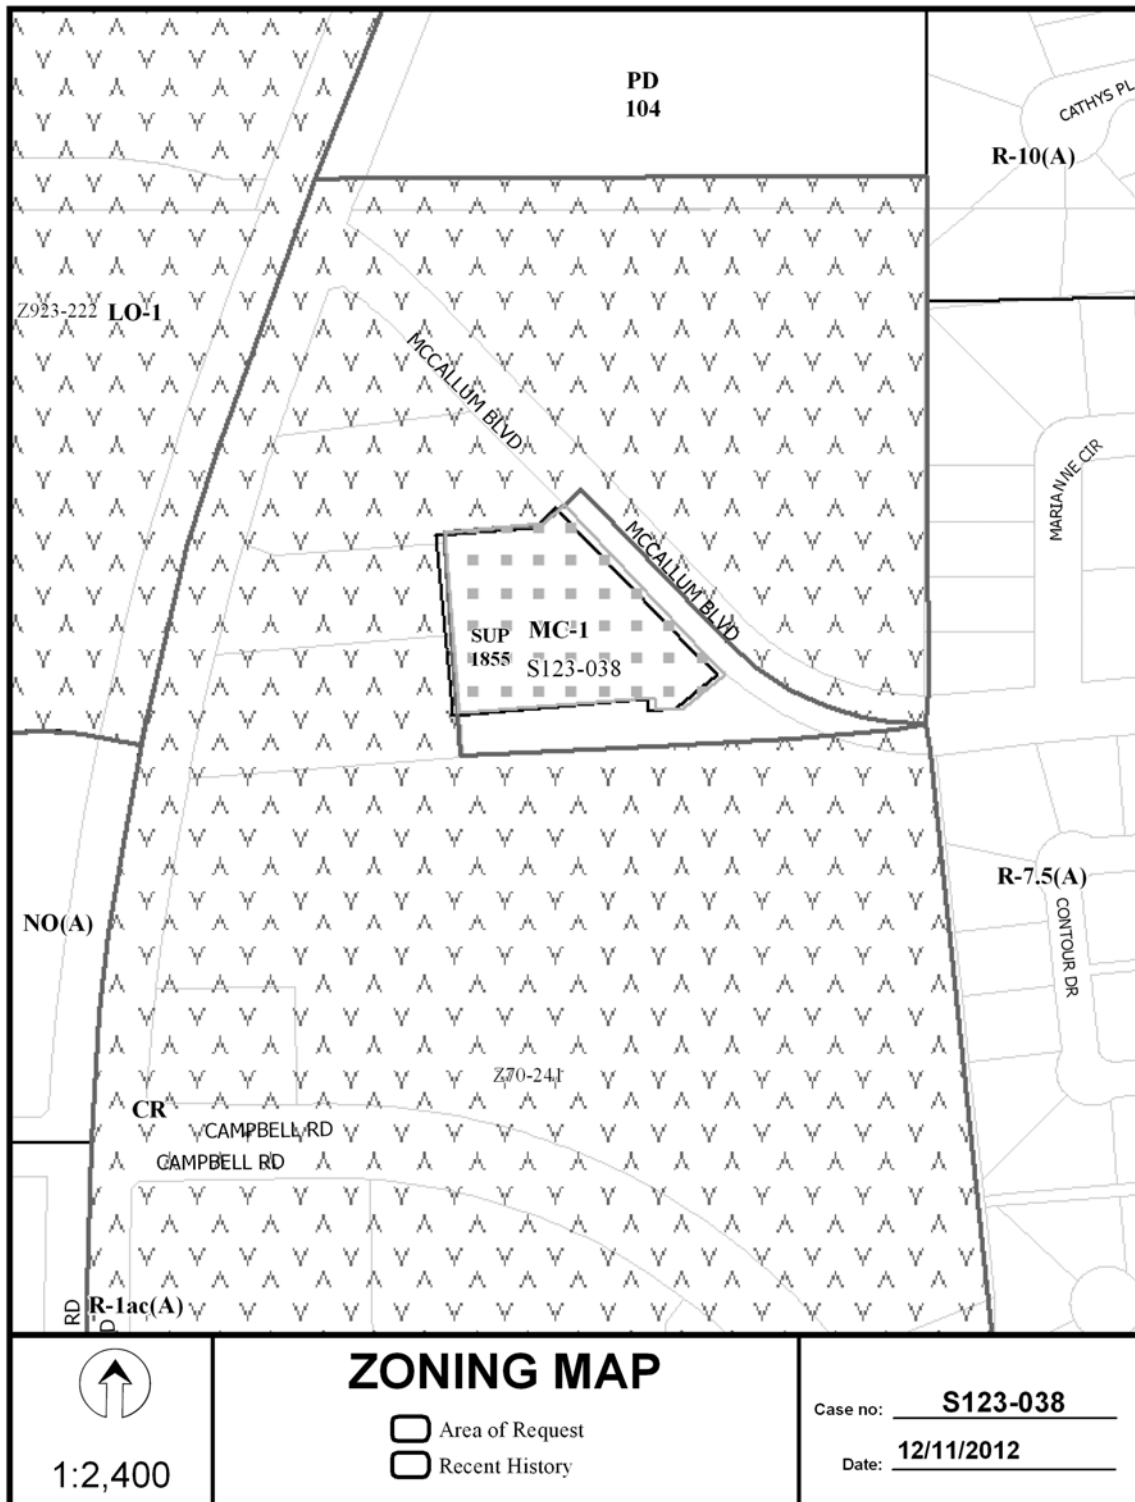 PD
104
CATHYS PL
R-10(A)
Z923-222 LO-1
MCCALLUM BLVD
MARIANNE CIR
MCCALLUM BLVD
SUP
1855
MC-1
S123-038
R-7.5(A)
NO(A)
CONTOUR DR
Z70-241
CR
CAMPBELL RD
CAMPBELL RD
R-1ac(A)
RD
D
ZONING MAP
Area of Request
Recent History
1:2,400
Case no: S123-038
Date: 12/11/2012